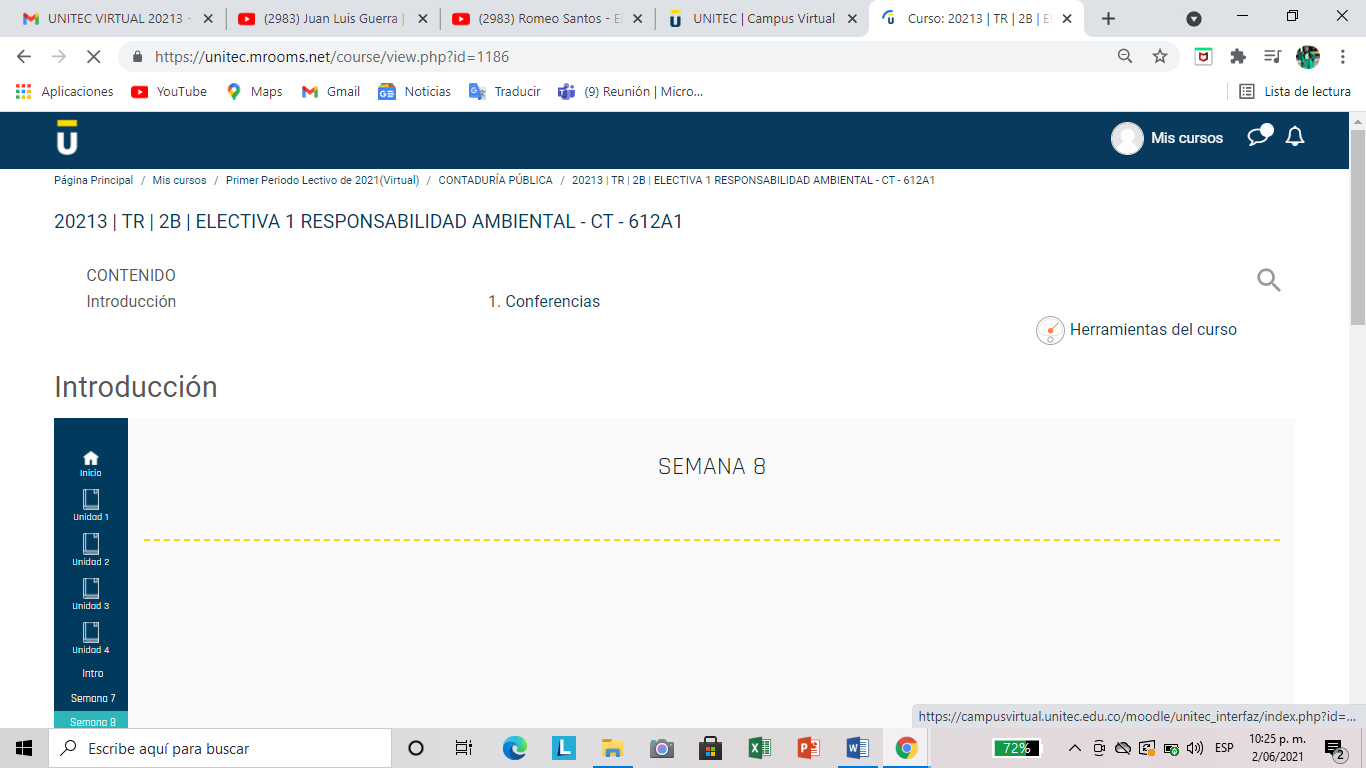 UNITEC VIRTUAL 20213 - (2983) Juan Luis Guerra | (2983) Romeo Santos - El UNITEC | Campus Virtual Curso: 20213 | TR | 2B | E
https://unitec.mrooms.net/course/view.php?id=1186
Aplicaciones YouTube Maps Gmail Noticias Traducir (9) Reunión | Micro... Lista de lectura
U Mis cursos
Página Principal / Mis cursos / Primer Periodo Lectivo de 2021(Virtual) / CONTADURÍA PÚBLICA / 20213 | TR | 2B | ELECTIVA 1 RESPONSABILIDAD AMBIENTAL - CT - 612A1
20213 | TR | 2B | ELECTIVA 1 RESPONSABILIDAD AMBIENTAL - CT - 612A1
CONTENIDO
Introducción 1. Conferencias
Herramientas del curso
Introducción
SEMANA 8
Inicio
Unidad 1
Unidad 2
Unidad 3
Unidad 4
Intro
Semana 7
Semana 8
https://campusvirtual.unitec.edu.co/moodle/unitec_interfaz/index.php?id=...
Escribe aquí para buscar 72% ESP 10:25 p. m.
2/06/2021 2